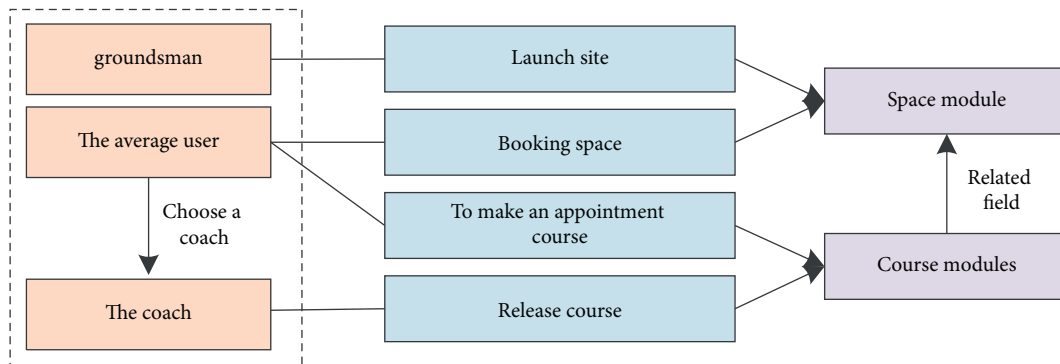 groundsman
Launch site
Space module
The average user
Booking space
Choose a
coach
To make an appointment
course
Related
field
Course modules
The coach
Release course